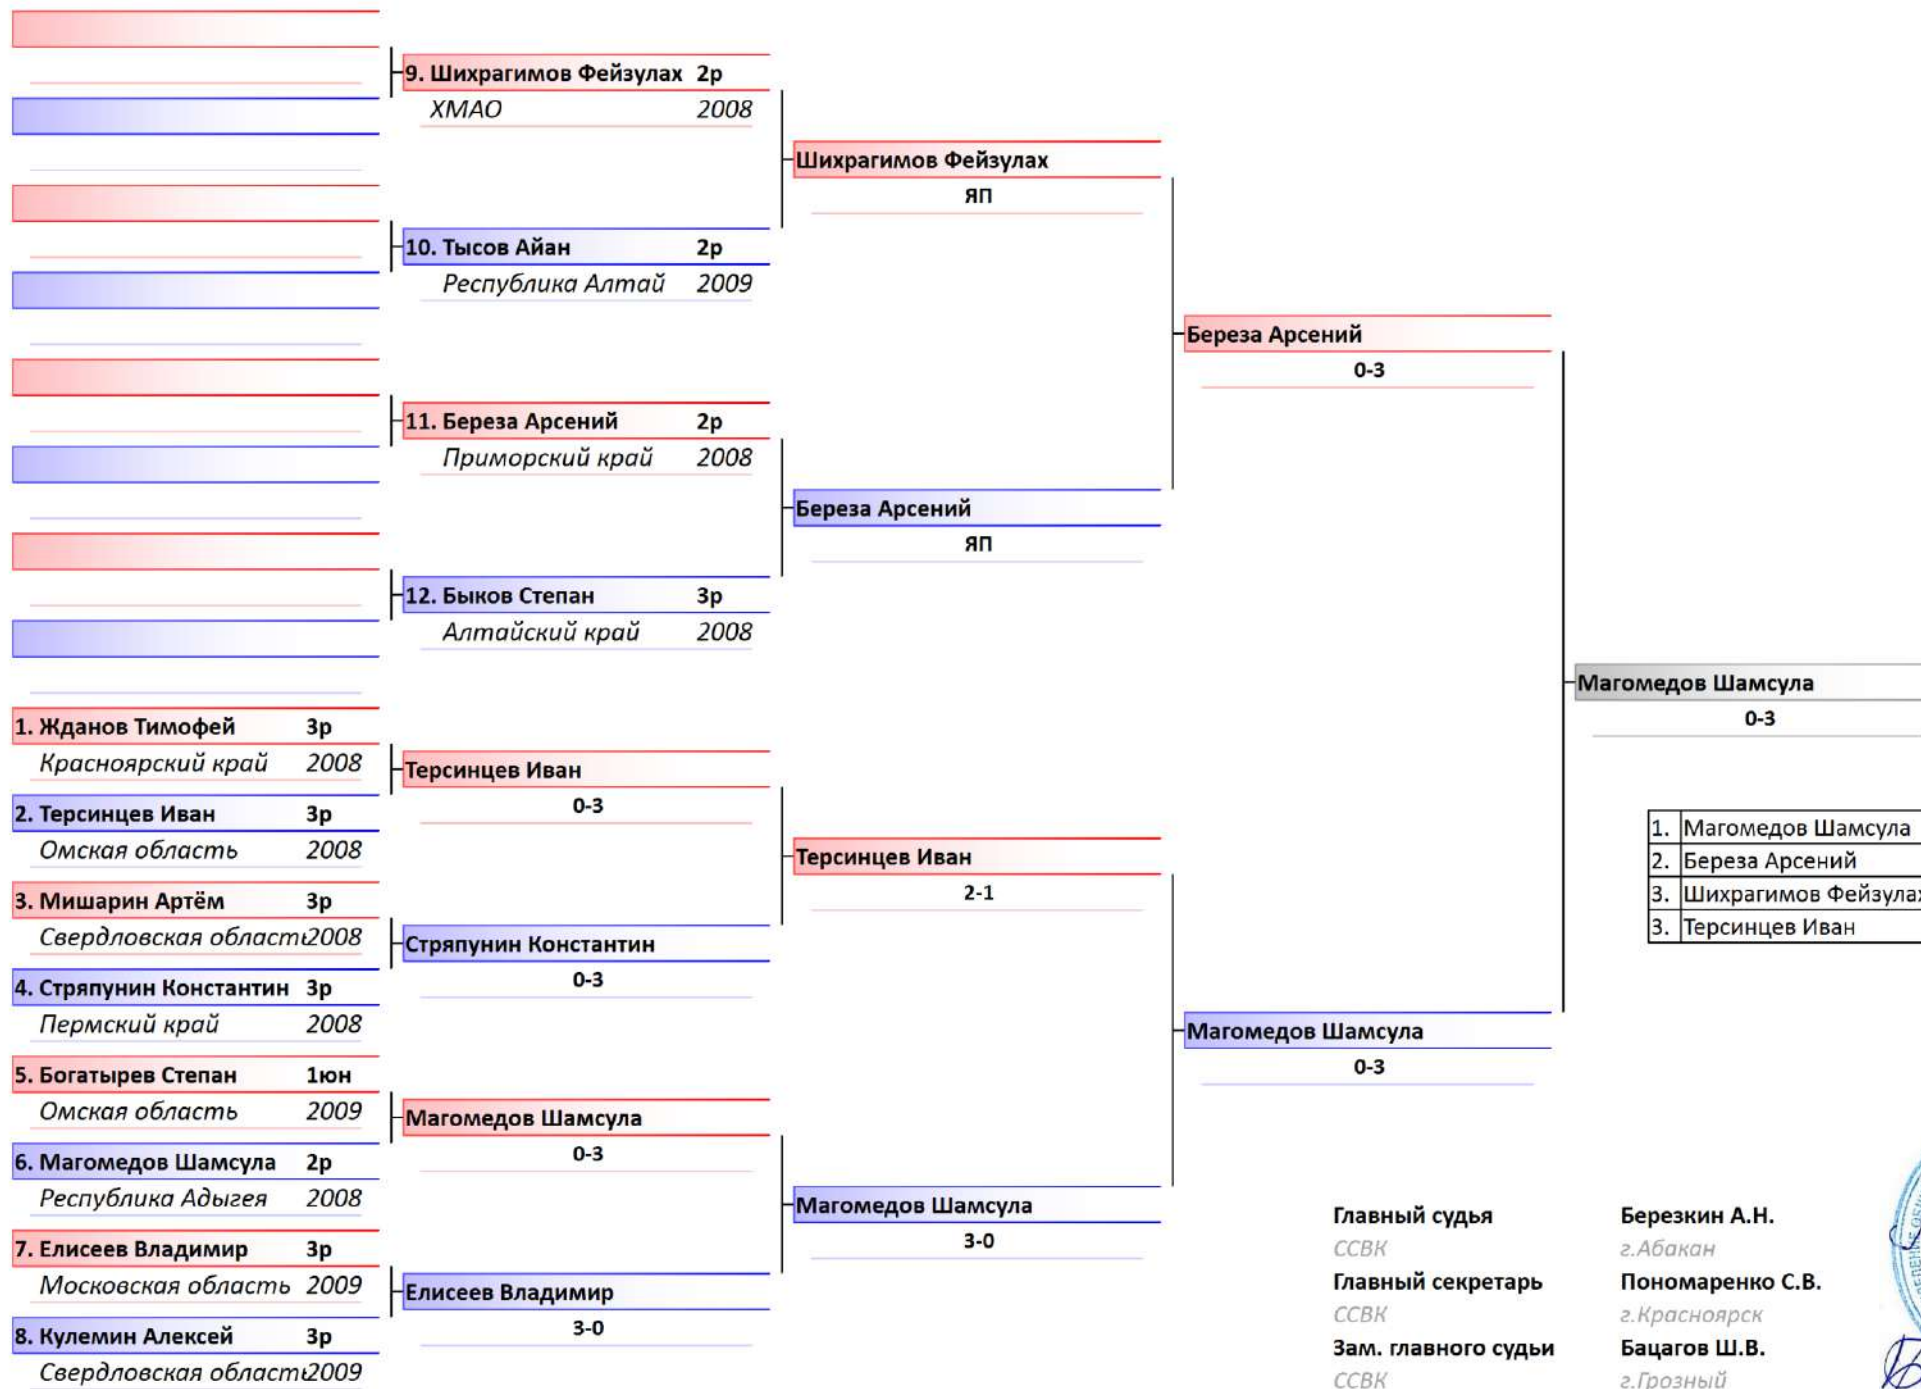 9. Шихрагимов Фейзулах 2р
ХМАО 2008
Шихрагимов Фейзулах
ЯП
10. Тысов Айан 2р
Республика Алтай 2009
Береза Арсений
0-3
11. Береза Арсений 2р
Приморский край 2008
Береза Арсений
ЯП
12. Быков Степан 3р
Алтайский край 2008
Магомедов Шамсула
0-3
1. Жданов Тимофей 3р
Красноярский край 2008
Терсинцев Иван
0-3
2. Терсинцев Иван 3р
Омская область 2008
Терсинцев Иван
2-1
1. Магомедов Шамсула
2. Береза Арсений
3. Шихрагимов Фейзулах
3. Терсинцев Иван
3. Мишарин Артём 3р
Свердловская область 2008
Стряпунин Константин
0-3
4. Стряпунин Константин 3р
Пермский край 2008
Магомедов Шамсула
0-3
5. Богатырев Степан 1юн
Омская область 2009
Магомедов Шамсула
0-3
6. Магомедов Шамсула 2р
Республика Адыгея 2008
Магомедов Шамсула
3-0
7. Елисеев Владимир 3р
Московская область 2009
Елисеев Владимир
3-0
8. Кулемин Алексей 3р
Свердловская область 2009
Главный судья Березкин А.Н.
ССВК г.Абакан
Главный секретарь Пономаренко С.В.
ССВК г.Красноярск
Зам. главного судьи Бацагов Ш.В.
ССВК г.Грозный